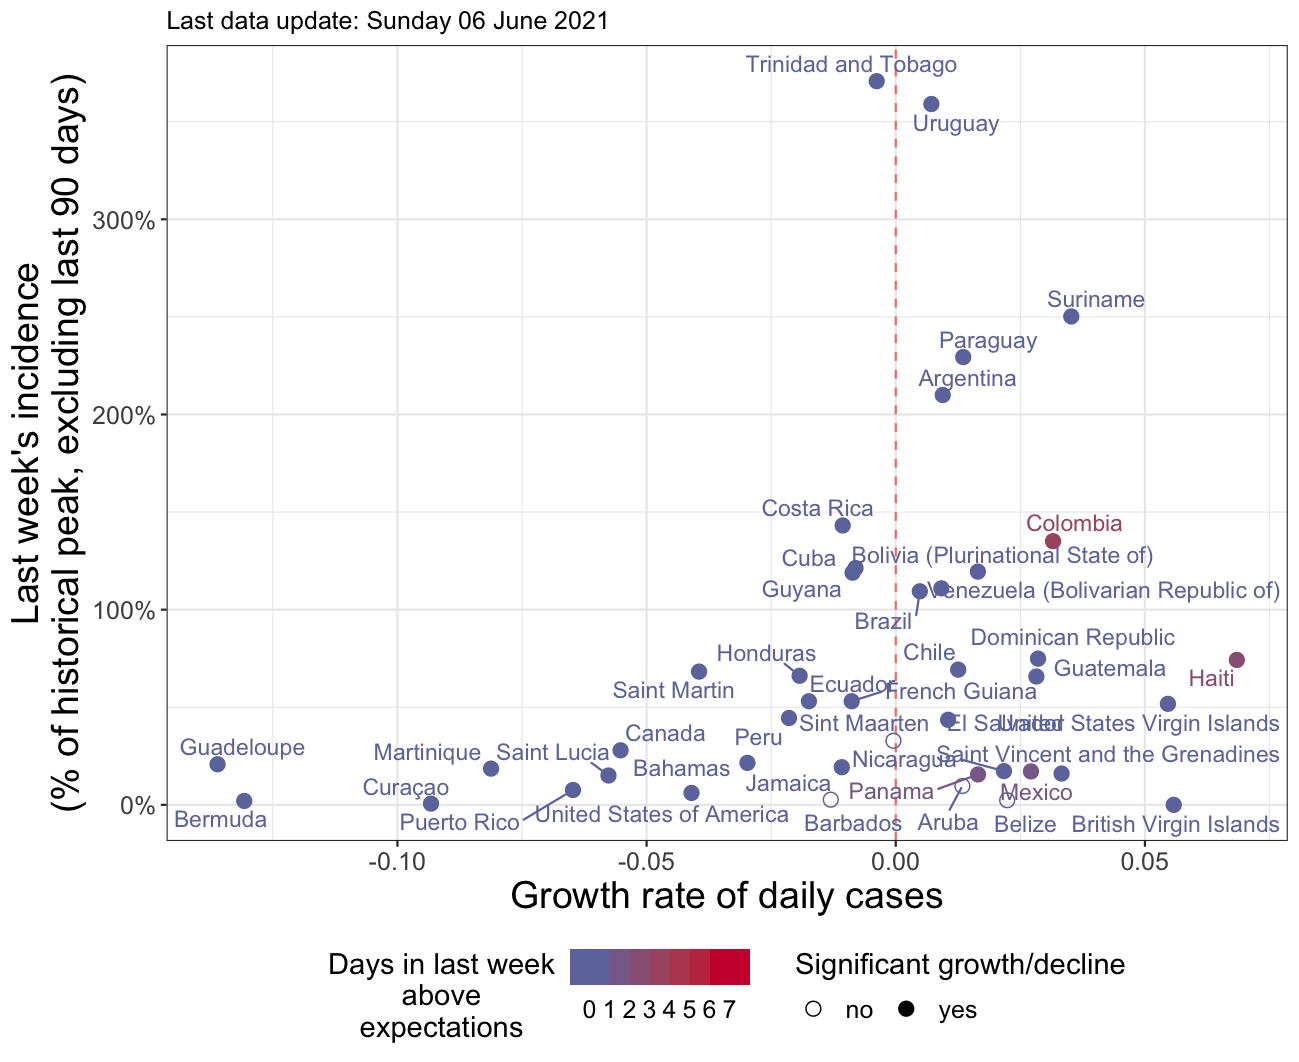 Last data update: Sunday 06 June 2021
Last week's incidence
(% of historical peak, excluding last 90 days)
300%
200%
100%
0%
Trinidad and Tobago
Uruguay
Suriname
Paraguay
Argentina
Costa Rica
Colombia
Cuba
Bolivia (Plurinational State of)
Guyana
Venezuela (Bolivarian Republic of)
Brazil
Dominican Republic
Honduras
Chile
Guatemala
Haiti
Saint Martin
Ecuador
French Guiana
Sint Maarten
El Salvador
United States Virgin Islands
Canada
Peru
Guadeloupe
Martinique
Saint Lucia
Saint Vincent and the Grenadines
Bahamas
Nicaragua
Curaçao
Jamaica
Panama
Mexico
Bermuda
Puerto Rico
United States of America
Barbados
Aruba
Belize
British Virgin Islands
-0.10
-0.05
0.00
0.05
Growth rate of daily cases
Days in last week
above
expectations
0 1 2 3 4 5 6 7
Significant growth/decline
no
yes